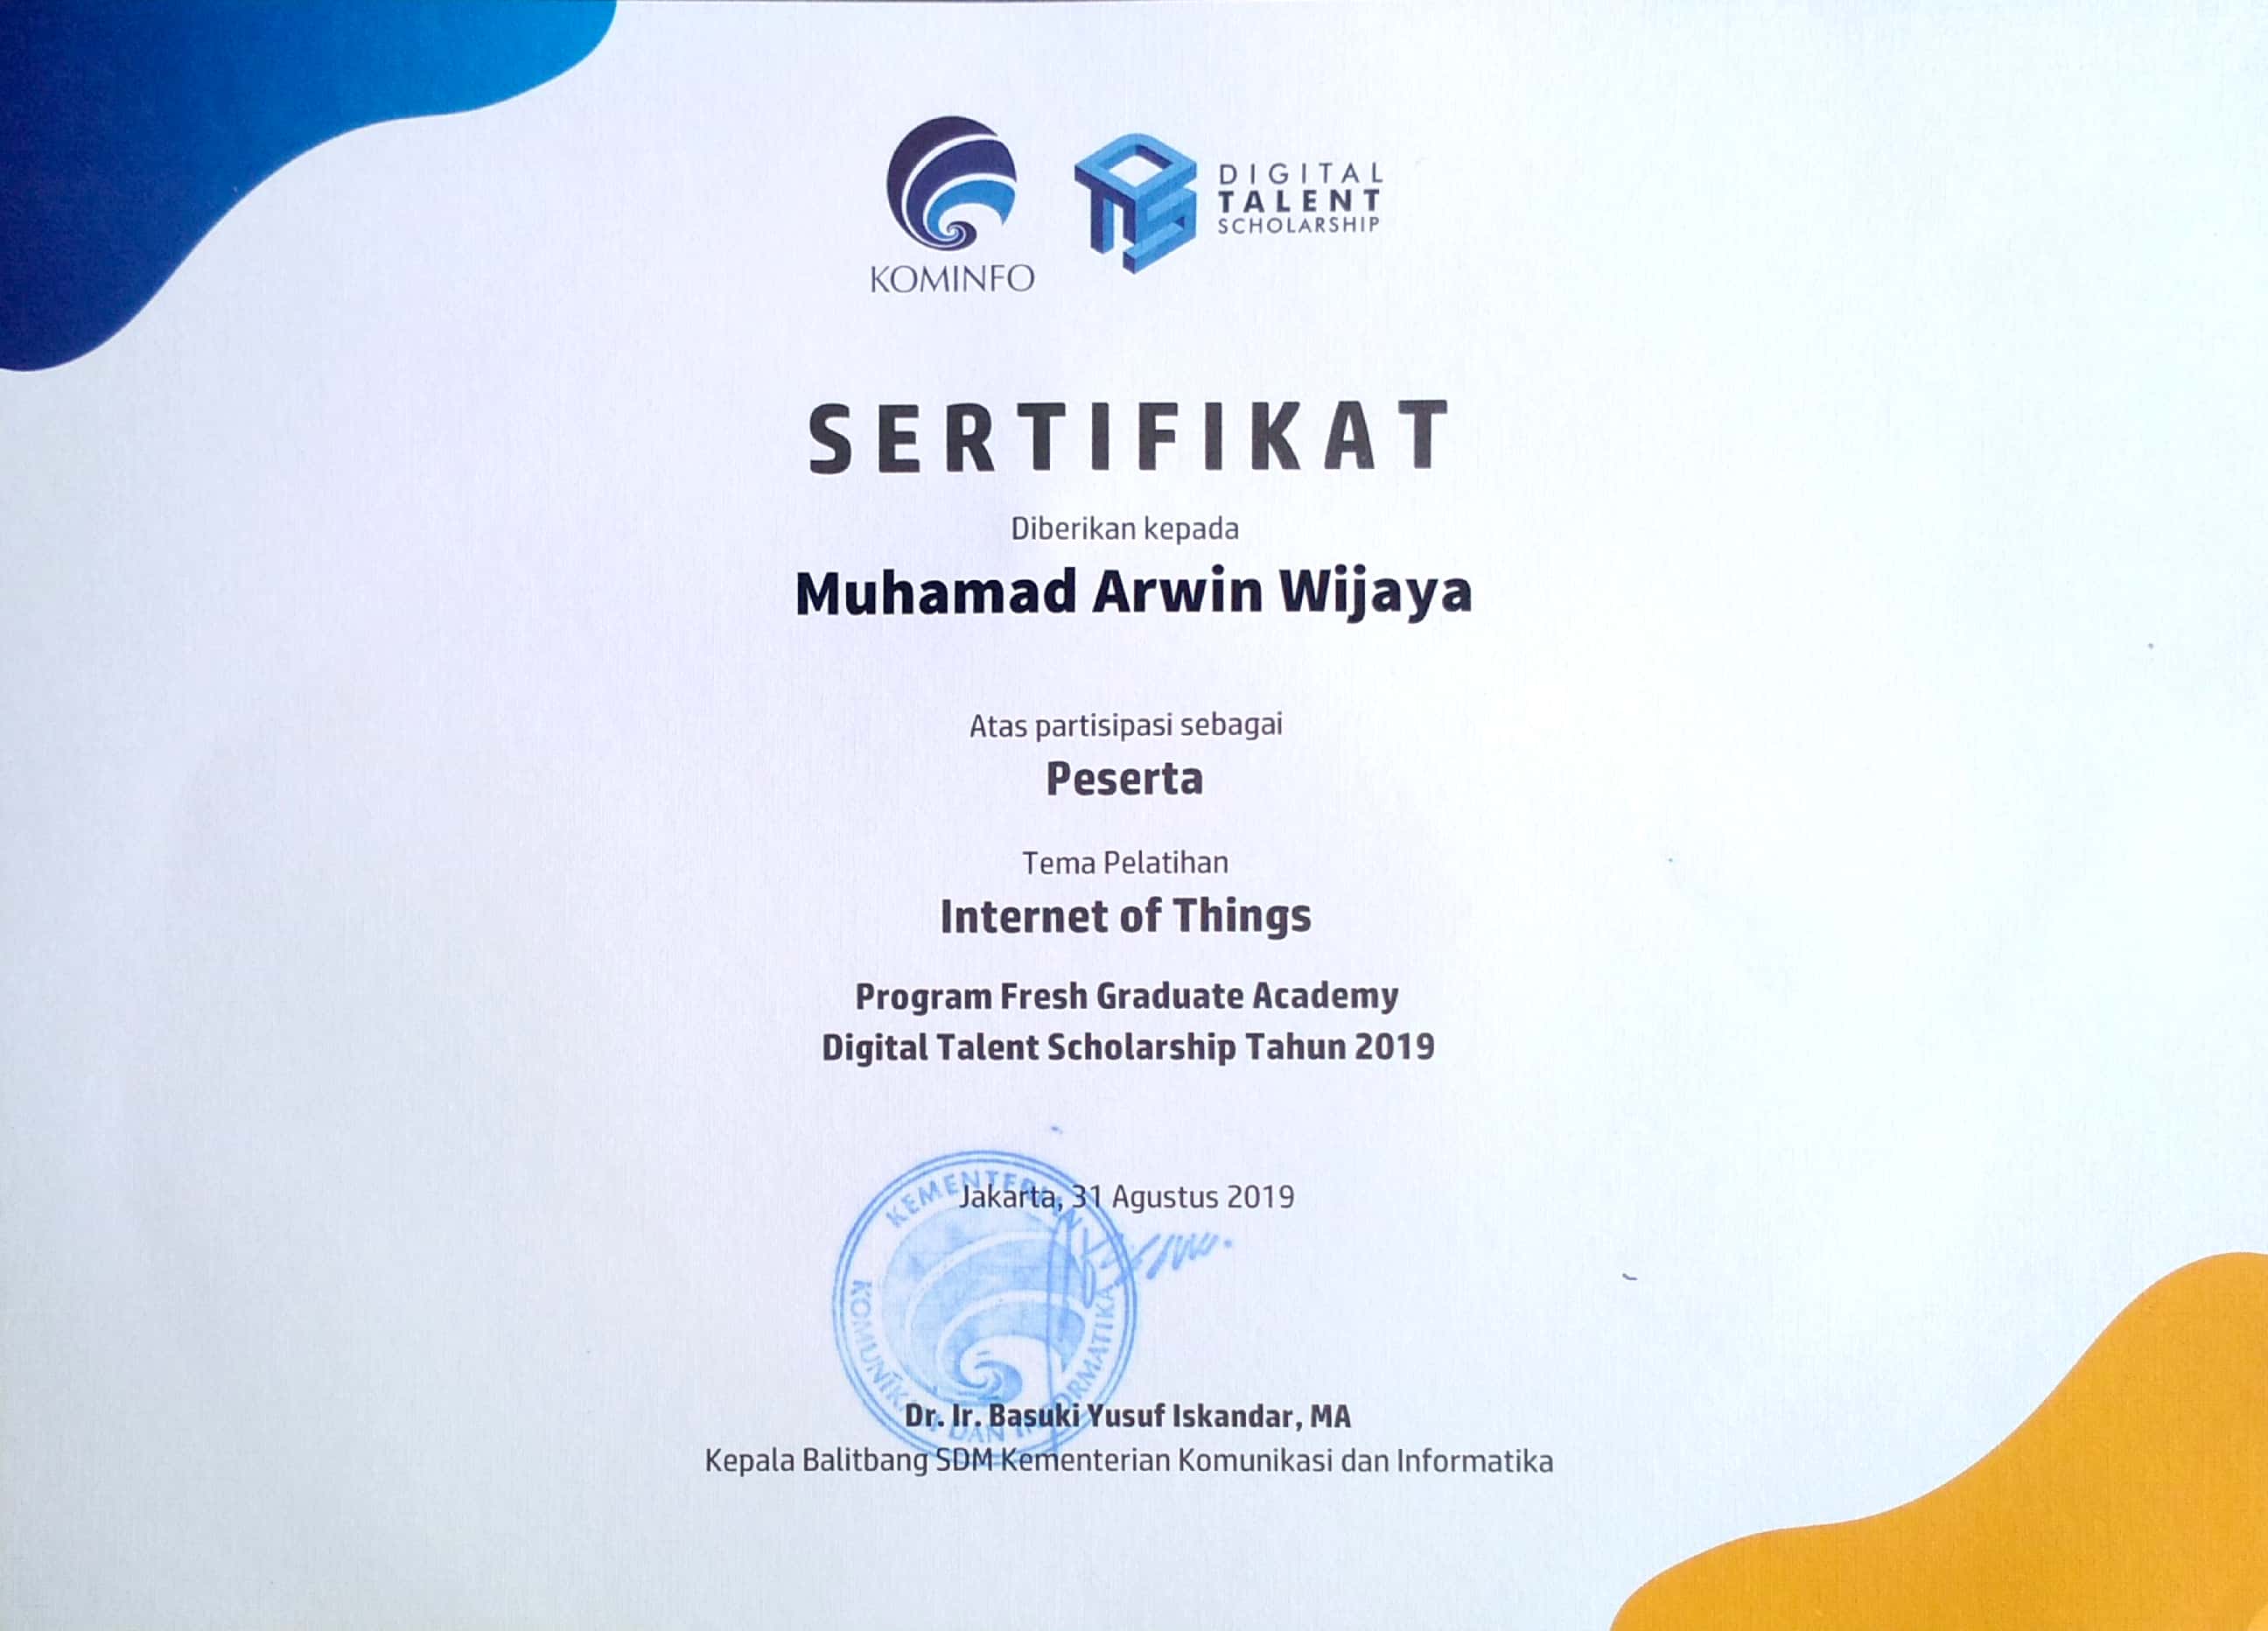 KOMINFO
DIGITAL
TALENT
SCHOLARSHIP
SERTIFIKAT
Diberikan kepada
Muhamad Arwin Wijaya
Atas partisipasi sebagai
Peserta
Tema Pelatihan
Internet of Things
Program Fresh Graduate Academy
Digital Talent Scholarship Tahun 2019
Jakarta, 31 Agustus 2019
KEMENTERIAN
KOMUNIKASI DAN INFORMATIKA
Dr. Ir. Basuki Yusuf Iskandar, MA
Kepala Balitbang SDM Kementerian Komunikasi dan Informatika